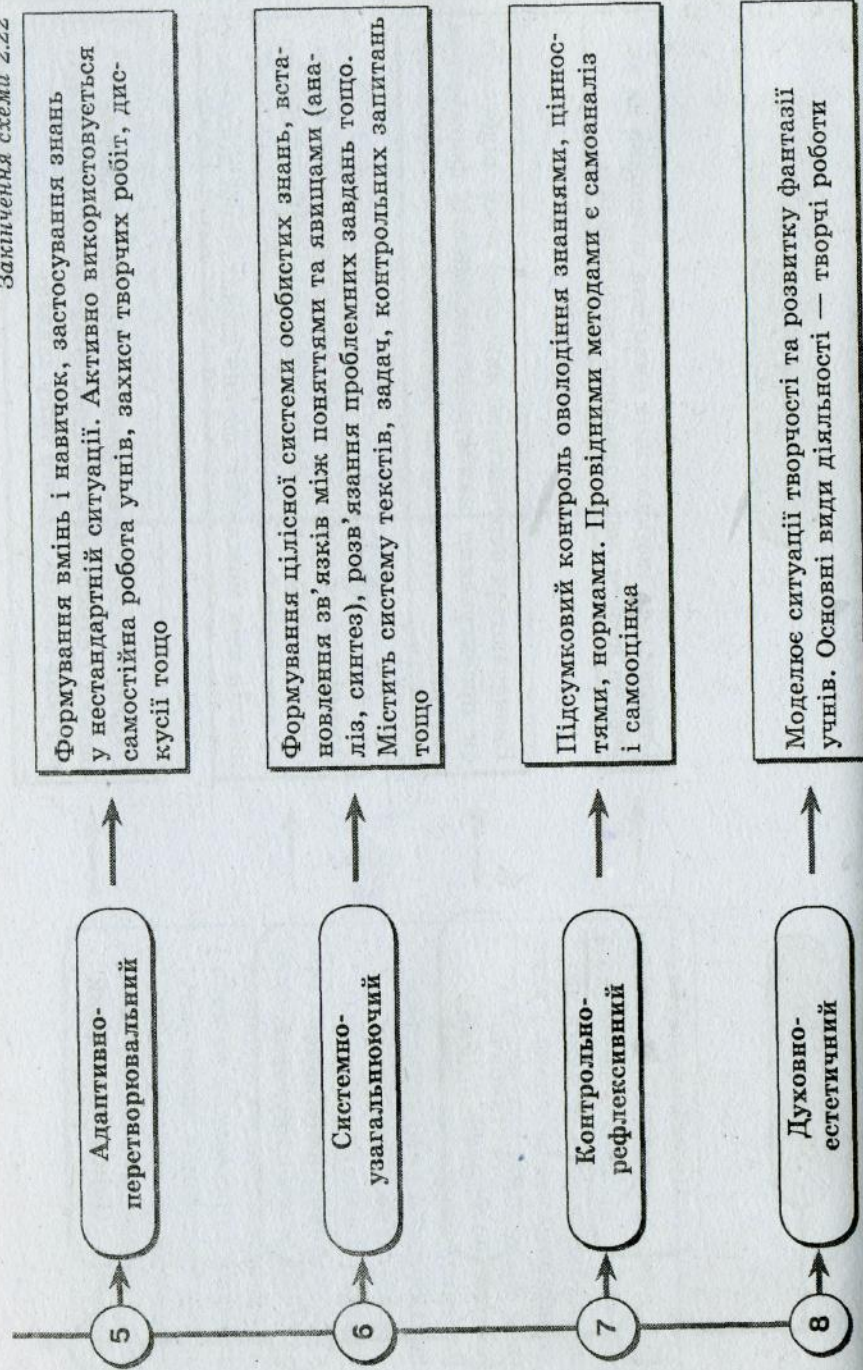 Закінчення схеми 2.22
5
Адаптивно-
перетворювальний
Формування вмінь і навичок, застосування знань
у нестандартній ситуації. Активно використовується
самостійна робота учнів, захист творчих робіт, дис-
кусії тощо
6
Системно-
узагальнюючий
Формування цілісної системи особистих знань, вста-
новлення зв'язків між поняттями та явищами (ана-
ліз, синтез), розв'язання проблемних завдань тощо.
Містить систему текстів, задач, контрольних запитань
тощо
7
Контрольно-
рефлексивний
Підсумковий контроль оволодіння знаннями, ціннос-
тями, нормами. Провідними методами є самоаналіз
і самооцінка
8
Духовно-
естетичний
Моделює ситуації творчості та розвитку фантазії
учнів. Основні види діяльності — творчі роботи